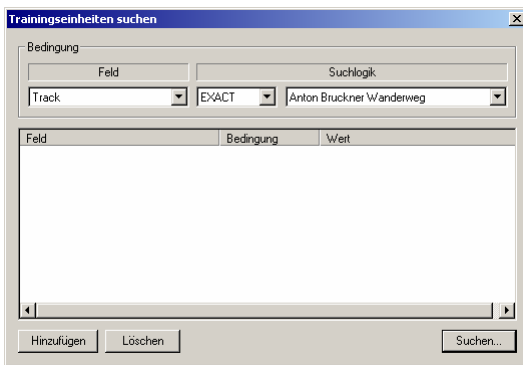 Trainingseinheiten suchen
Bedingung
Feld Suchlogik
Track EXACT Anton Bruckner Wanderweg
Feld Bedingung Wert
Hinzufügen Löschen Suchen...